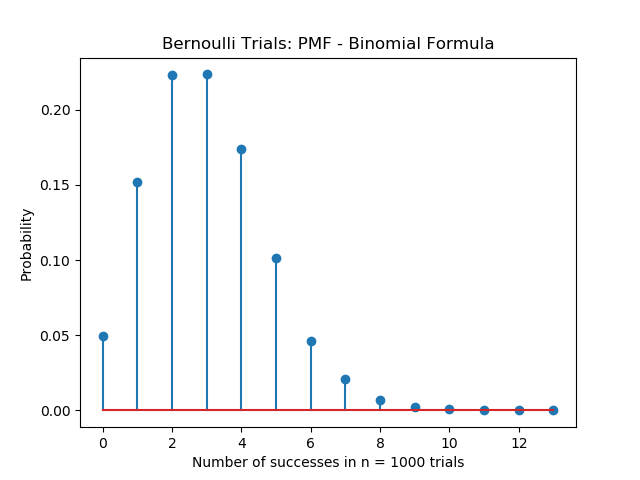 Bernoulli Trials: PMF - Binomial Formula
0.20
0.15
0.10
0.05
0.00
Probability
0 2 4 6 8 10 12
Number of successes in n = 1000 trials